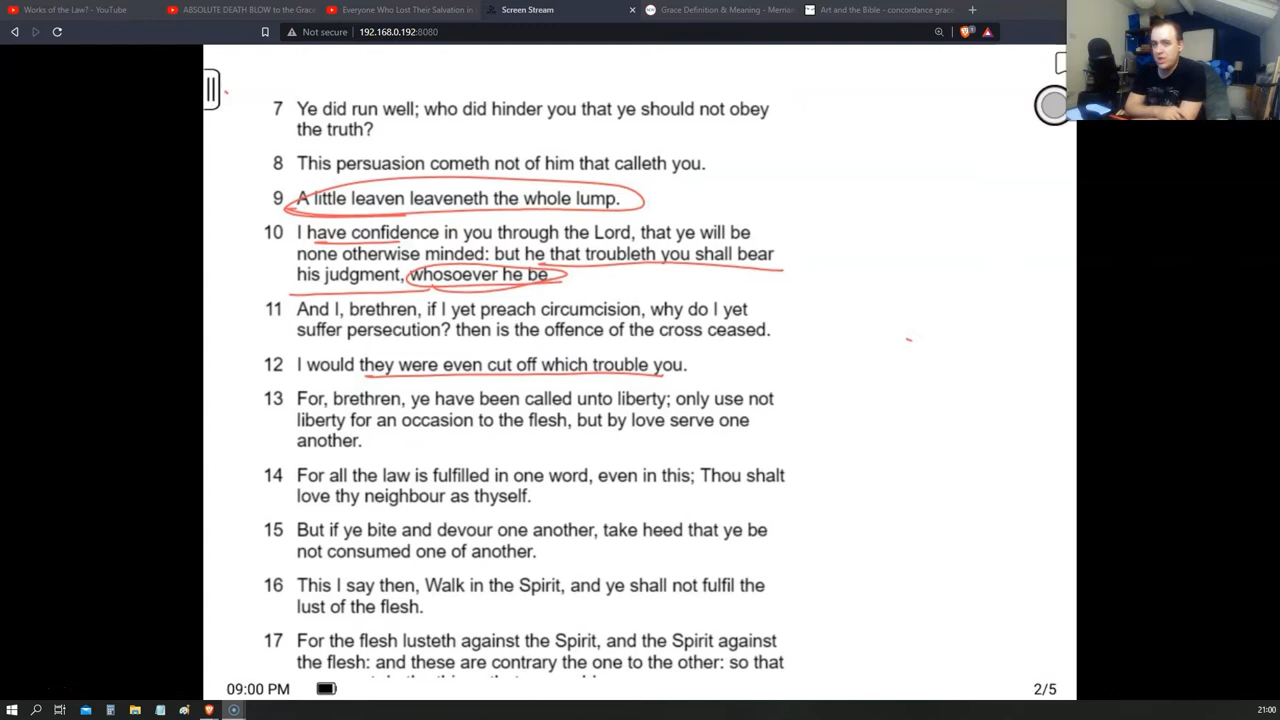 Works of the Law? - YouTube
ABSOLUTE DEATH BLOW to the Grace
Everyone Who Lost Their Salvation in
Screen Stream
Grace Definition & Meaning - Merria
Art and the Bible - concordance grace
Not secure
192.168.0.192:8080
7 Ye did run well; who did hinder you that ye should not obey
the truth?
8 This persuasion cometh not of him that calleth you.
9 A little leaven leaveneth the whole lump.
10 I have confidence in you through the Lord, that ye will be
none otherwise minded: but he that troubleth you shall bear
his judgment, whosoever he be.
11 And I, brethren, if I yet preach circumcision, why do I yet
suffer persecution? then is the offence of the cross ceased.
12 I would they were even cut off which trouble you.
13 For, brethren, ye have been called unto liberty; only use not
liberty for an occasion to the flesh, but by love serve one
another.
14 For all the law is fulfilled in one word, even in this; Thou shalt
love thy neighbour as thyself.
15 But if ye bite and devour one another, take heed that ye be
not consumed one of another.
16 This I say then, Walk in the Spirit, and ye shall not fulfil the
lust of the flesh.
17 For the flesh lusteth against the Spirit, and the Spirit against
the flesh: and these are contrary the one to the other: so that
09:00 PM
2/5
21:00